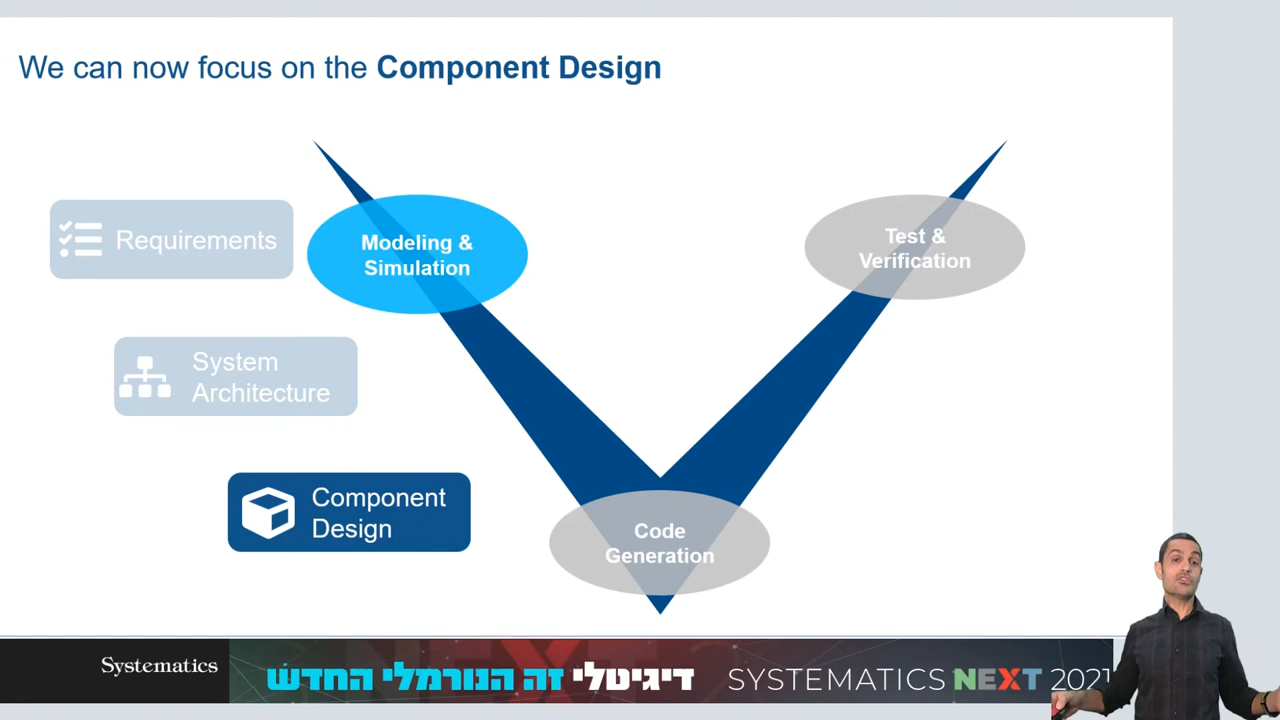 We can now focus on the Component Design
Requirements
Modeling &
Simulation
Test &
Verification
System
Architecture
Component
Design
Code
Generation
Systematics
דיגיטלי זה הנורמלי החדש
SYSTEMATICS NEXT 2021